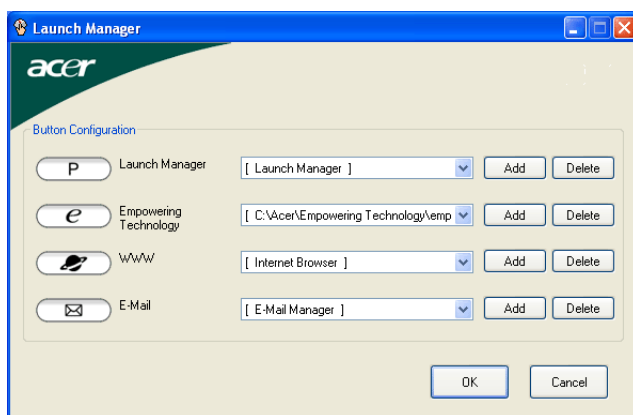 Launch Manager
acer
Button Configuration
P Launch Manager [ Launch Manager ] Add Delete
e Empowering Technology [ C:\Acer\Empowering Technology\emp Add Delete
WWW [ Internet Browser ] Add Delete
E-Mail [ E-Mail Manager ] Add Delete
OK Cancel